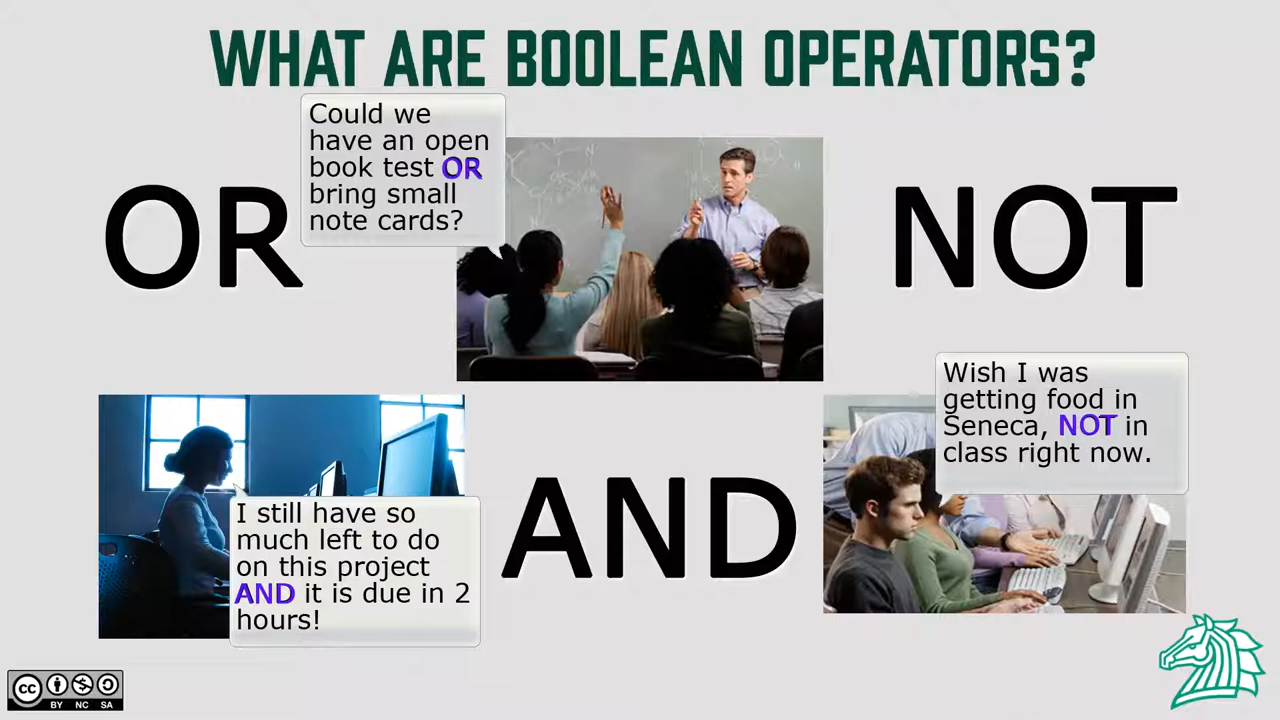 WHAT ARE BOOLEAN OPERATORS?
Could we
have an open
book test OR
bring small
note cards?
OR
NOT
Wish I was
getting food in
Seneca, NOT in
class right now.
I still have so
much left to do
on this project
AND it is due in 2
hours!
AND
cc
BY NC SA